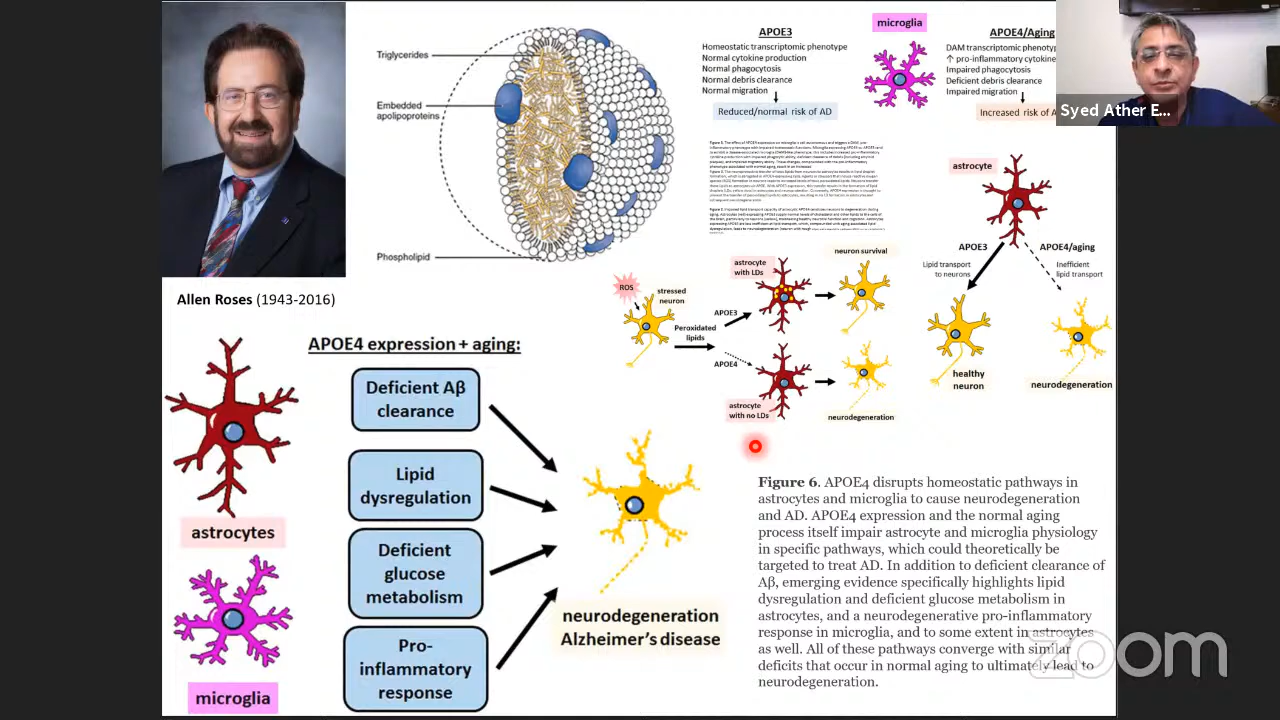 Triglycerides
Embedded
apolipoproteins
Phospholipid
Allen Roses (1943-2016)
APOE3
Homeostatic transcriptomic phenotype
Normal cytokine production
Normal phagocytosis
Normal debris clearance
Normal migration
Reduced/normal risk of AD
microglia
APOE4/Aging
DAM transcriptomic phenotyp
↑ pro-inflammatory cytokine
Impaired phagocytosis
Deficient debris clearance
Impaired migration
Increased risk of A
Syed Ather E...
astrocyte
APOE3
APOE4/aging
Lipid transport
to neurons
Inefficient
lipid transport
healthy
neuron
neurodegeneration
ROS
stressed
neuron
Peroxidated
lipids
APOE3
APOE4
astrocyte
with LDs
neuron survival
astrocyte
with no LDs
neurodegeneration
APOE4 expression + aging:
Deficient Aβ
clearance
Lipid
dysregulation
Deficient
glucose
metabolism
Pro-
inflammatory
response
astrocytes
microglia
neurodegeneration
Alzheimer's disease
Figure 6. APOE4 disrupts homeostatic pathways in
astrocytes and microglia to cause neurodegeneration
and AD. APOE4 expression and the normal aging
process itself impair astrocyte and microglia physiology
in specific pathways, which could theoretically be
targeted to treat AD. In addition to deficient clearance of
Aβ, emerging evidence specifically highlights lipid
dysregulation and deficient glucose metabolism in
astrocytes, and a neurodegenerative pro-inflammatory
response in microglia, and to some extent in astrocytes
as well. All of these pathways converge with similar
deficits that occur in normal aging to ultimately lead to
neurodegeneration.
zoom